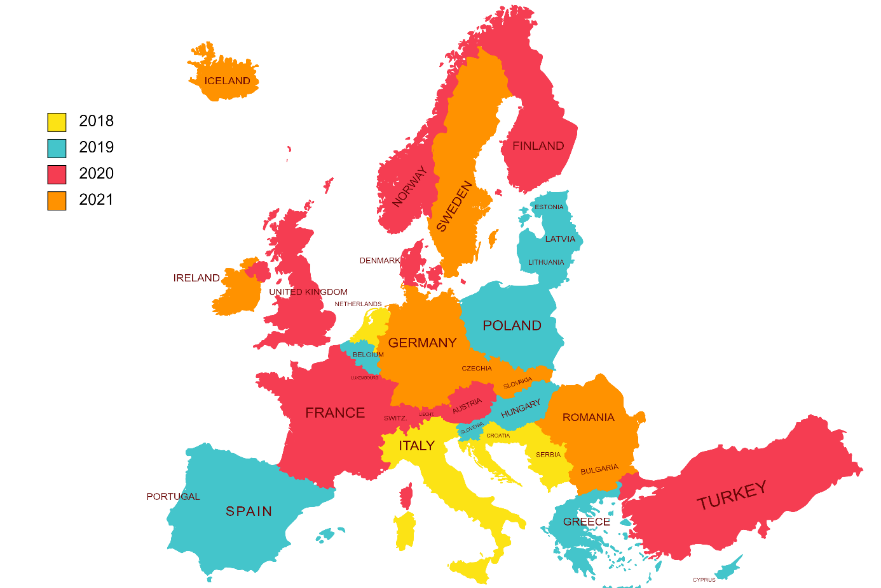 ICELAND
2018
2019
2020
2021
FINLAND
NORWAY
SWEDEN
ESTONIA
LATVIA
LITHUANIA
DENMARK
IRELAND
UNITED KINGDOM
NETHERLANDS
POLAND
GERMANY
BELGIUM
CZECHIA
SLOVAKIA
FRANCE
SWITZ.
AUSTRIA
HUNGARY
ROMANIA
SLOVENIA
CROATIA
ITALY
SERBIA
BULGARIA
PORTUGAL
SPAIN
TURKEY
GREECE
CYPRUS